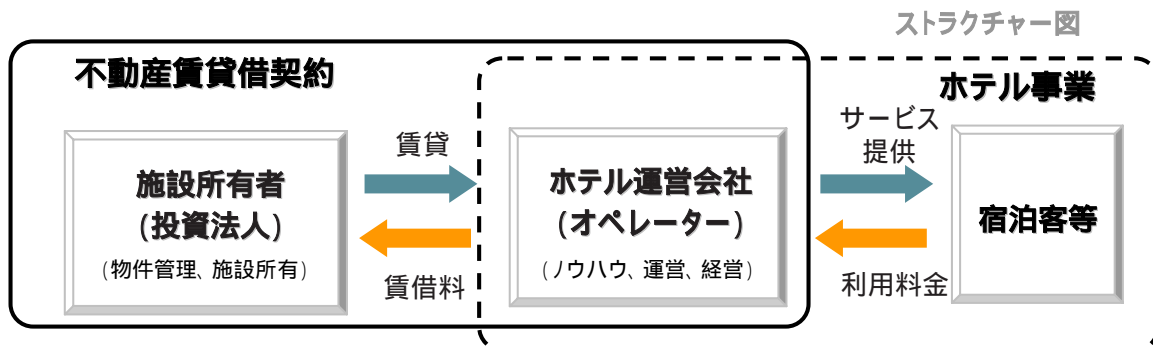 ストラクチャー図
不動産賃貸借契約
ホテル事業
施設所有者
(投資法人)
(物件管理、施設所有)
賃貸
賃借料
ホテル運営会社
(オペレーター)
(ノウハウ、運営、経営)
サービス
提供
利用料金
宿泊客等